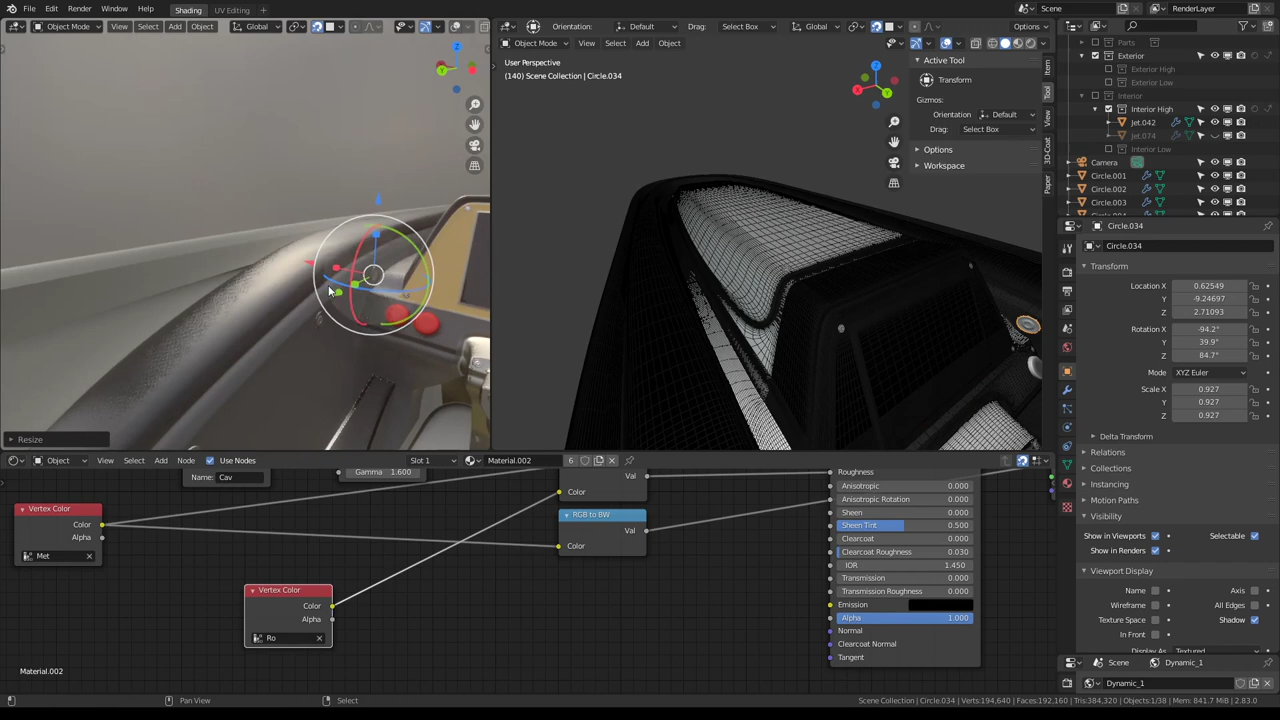 File Edit Render Window Help Shading UV Editing + Scene RenderLayer
Object Mode View Select Add Object Global
Orientation: Default Drag: Select Box Global Options
Object Mode View Select Add Object
User Perspective
(140) Scene Collection | Circle.034
Z
Y
Z
X
Y
Active Tool
Transform
Gizmos:
Orientation Default
Drag: Select Box
Options
Workspace
Item
Tool
View
3D-Coat
Paper
Parts
Exterior
Exterior High
Exterior Low
Interior
Interior High
Jet.042
Jet.074
Interior Low
Camera
Circle.001
Circle.002
Circle.003
Circle.034
Circle.034
Transform
Location X 0.62549
Y -9.24697
Z 2.71093
Rotation X -94.2°
Y 39.9°
Z 84.7°
Mode XYZ Euler
Scale X 0.927
Y 0.927
Z 0.927
Delta Transform
Relations
Collections
Instancing
Motion Paths
Visibility
Show in Viewports Selectable
Show in Renders
Viewport Display
Name Axis
Wireframe All Edges
Texture Space Shadow
In Front
Display As Textured
Scene Dynamic_1
Dynamic_1
Resize
Object View Select Add Node Use Nodes Slot 1 Material.002 6
Name: Cav
Gamma 1.600
Vertex Color
Color
Alpha
Met
Vertex Color
Color
Alpha
Ro
Val
Color
RGB to BW
Val
Color
Roughness
Anisotropic 0.000
Anisotropic Rotation 0.000
Sheen 0.000
Sheen Tint 0.500
Clearcoat 0.000
Clearcoat Roughness 0.030
IOR 1.450
Transmission 0.000
Transmission Roughness 0.000
Emission
Alpha 1.000
Normal
Clearcoat Normal
Tangent
Material.002
Pan View Select Scene Collection | Circle.034 | Verts:194,640 | Faces:192,160 | Tris:384,320 | Objects:1/38 | Mem: 841.7 MiB | 2.83.0